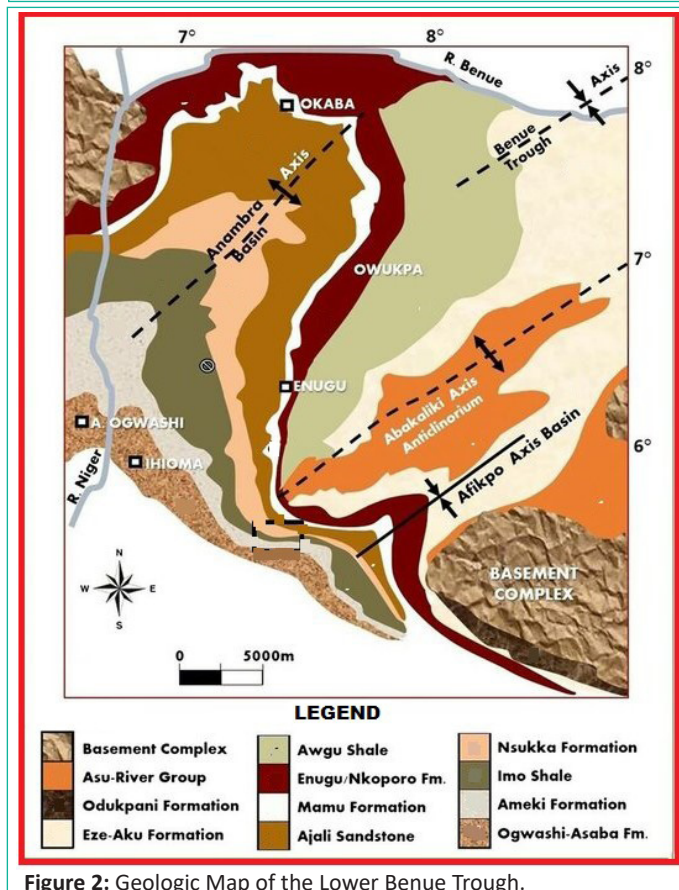 7°
8°
R. Benue
8°
Axis
Benue
Trough
OKABA
Axis
Anambra
Basin
7°
OWUKPA
ENUGU
Abakaliki Axis
Anticlinorium
6°
Afikpo Axis Basin
A. OGWASHI
IHIOMA
R. Niger
BASEMENT
COMPLEX
N
W E
S
0 5000m
LEGEND
Basement Complex
Asu-River Group
Odukpani Formation
Eze-Aku Formation
Awgu Shale
Enugu/Nkoporo Fm.
Mamu Formation
Ajali Sandstone
Nsukka Formation
Imo Shale
Ameki Formation
Ogwashi-Asaba Fm.
Figure 2: Geologic Map of the Lower Benue Trough.